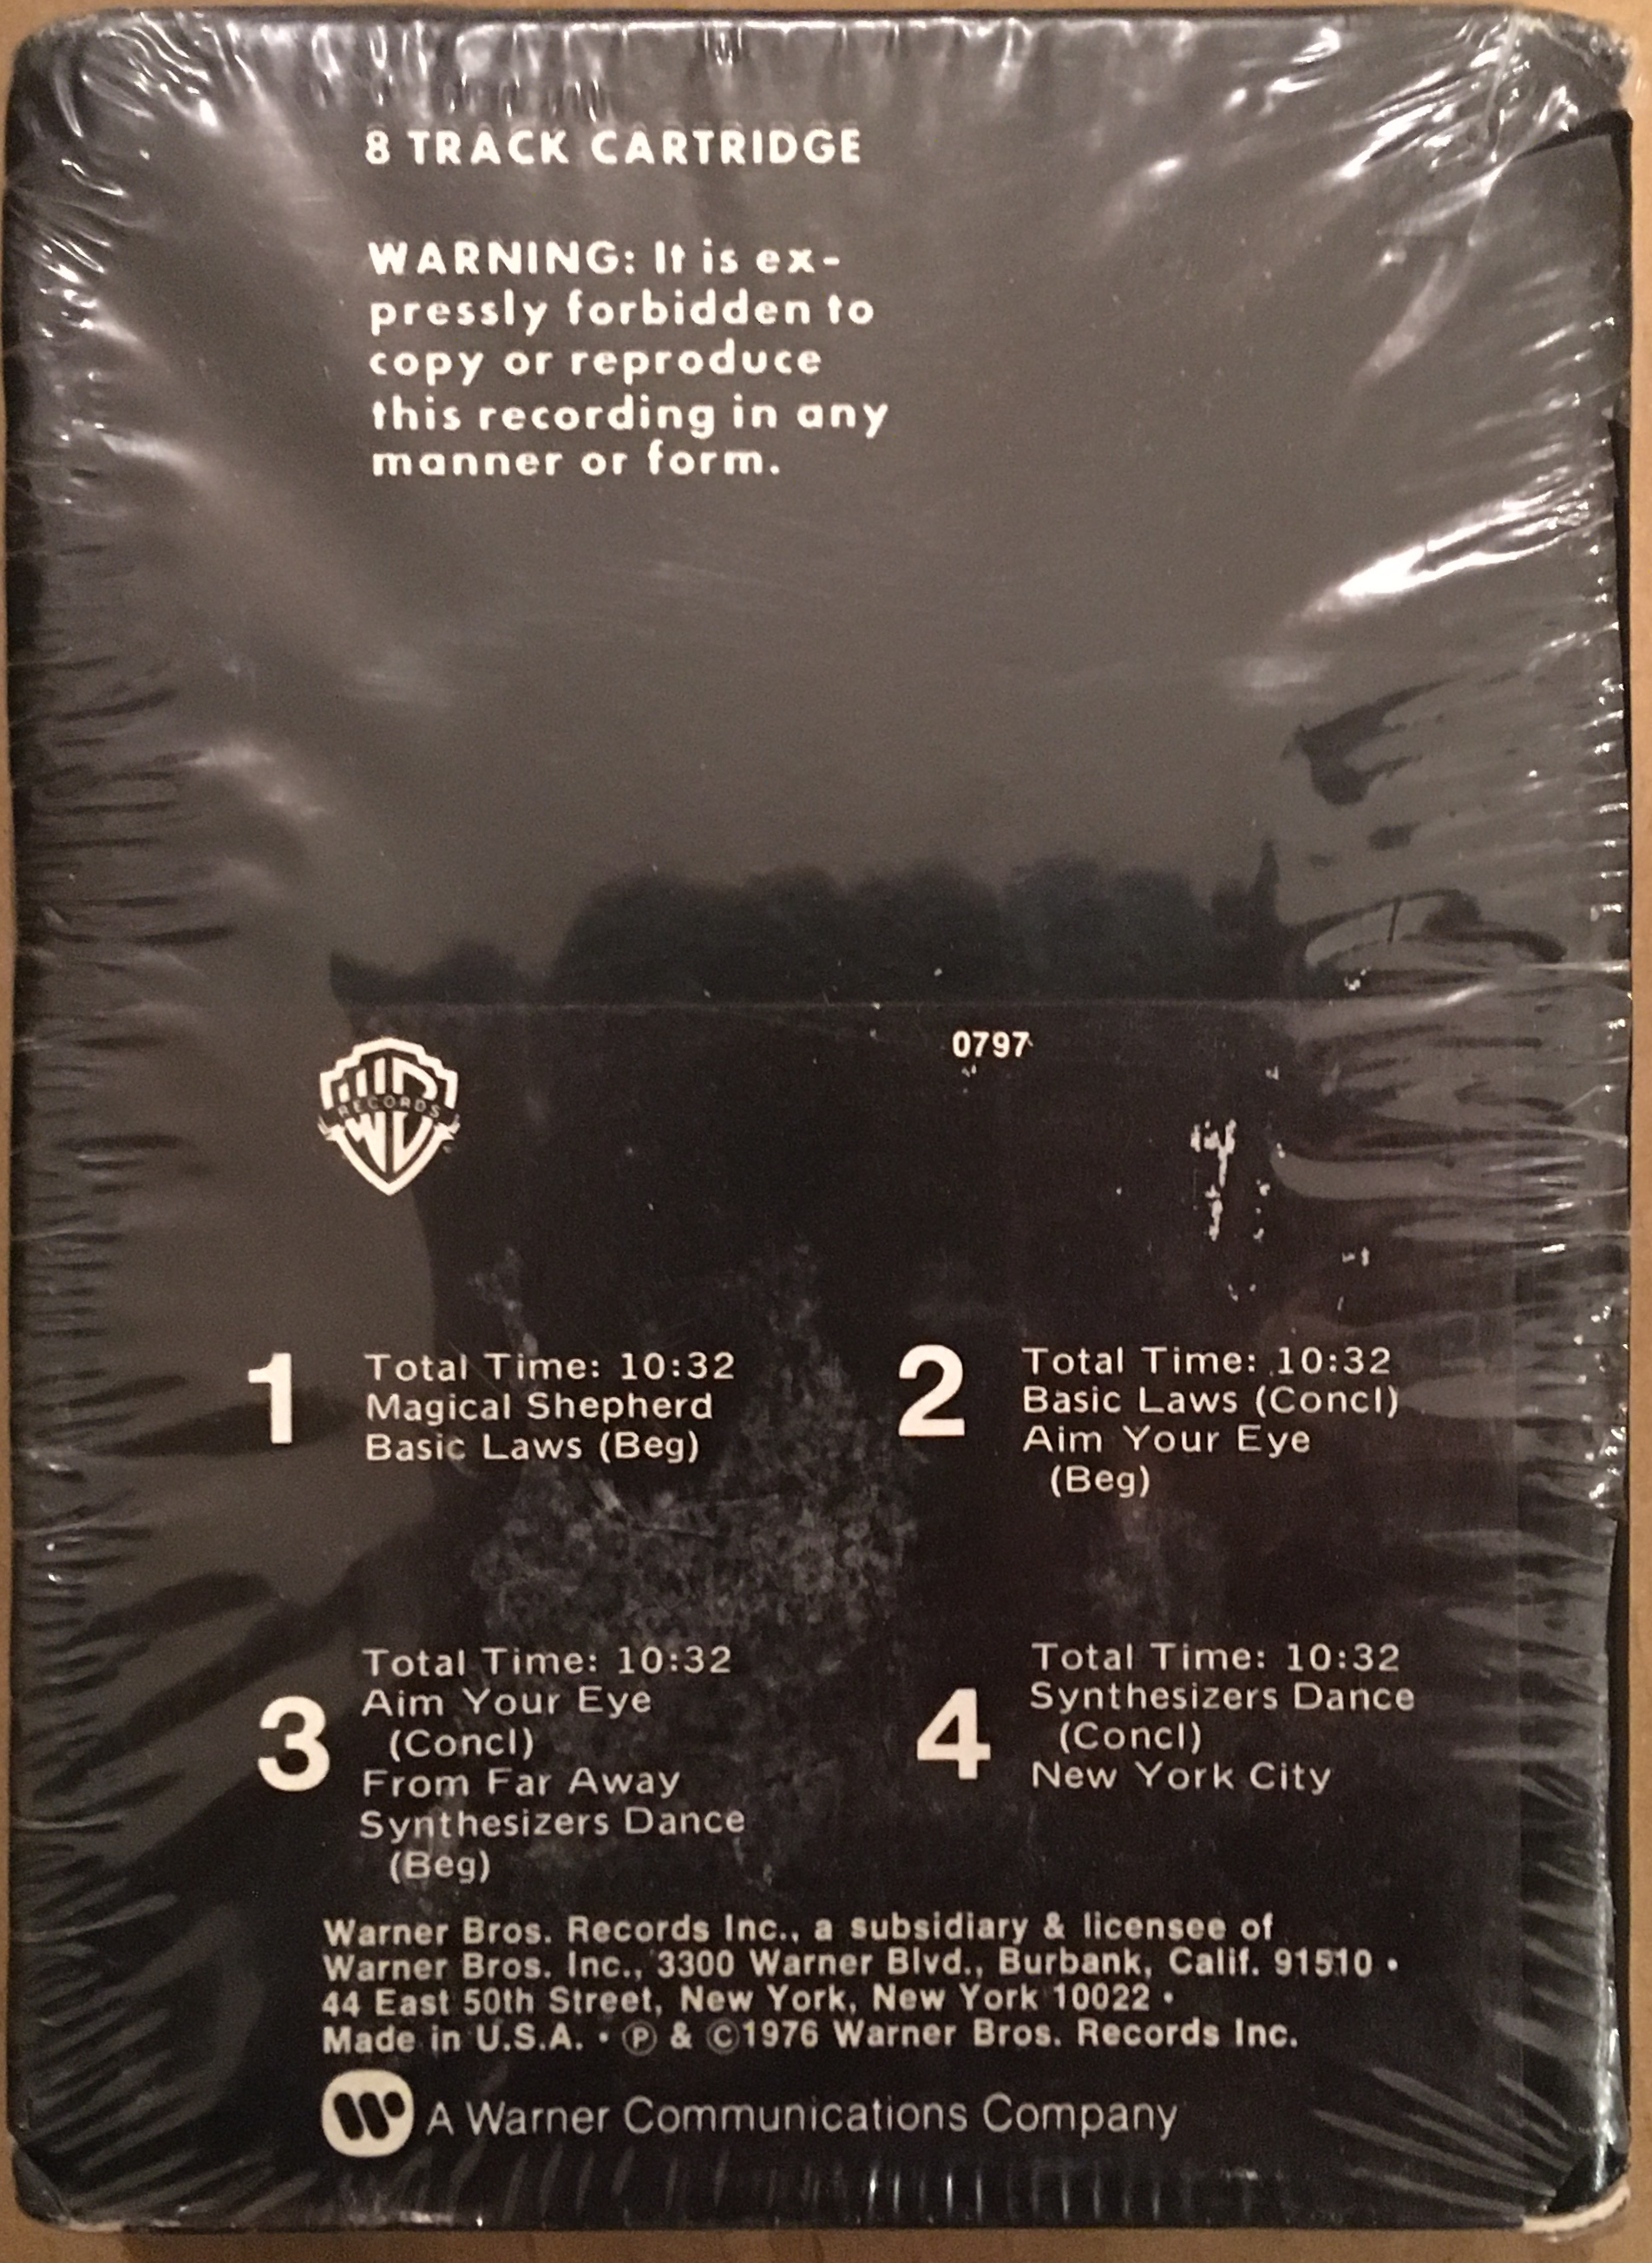 8 TRACK CARTRIDGE
WARNING: It is ex-
pressly forbidden to
copy or reproduce
this recording in any
manner or form.
0797
RECORDS
1
Total Time: 10:32
Magical Shepherd
Basic Laws (Beg)
2
Total Time: 10:32
Basic Laws (Concl)
Aim Your Eye
(Beg)
3
Total Time: 10:32
Aim Your Eye
(Concl)
From Far Away
Synthesizers Dance
(Beg)
4
Total Time: 10:32
Synthesizers Dance
(Concl)
New York City
Warner Bros. Records Inc., a subsidiary & licensee of
Warner Bros. Inc., 3300 Warner Blvd., Burbank, Calif. 91510 •
44 East 50th Street, New York, New York 10022 •
Made in U.S.A. • Ⓟ & ©1976 Warner Bros. Records Inc.
A Warner Communications Company